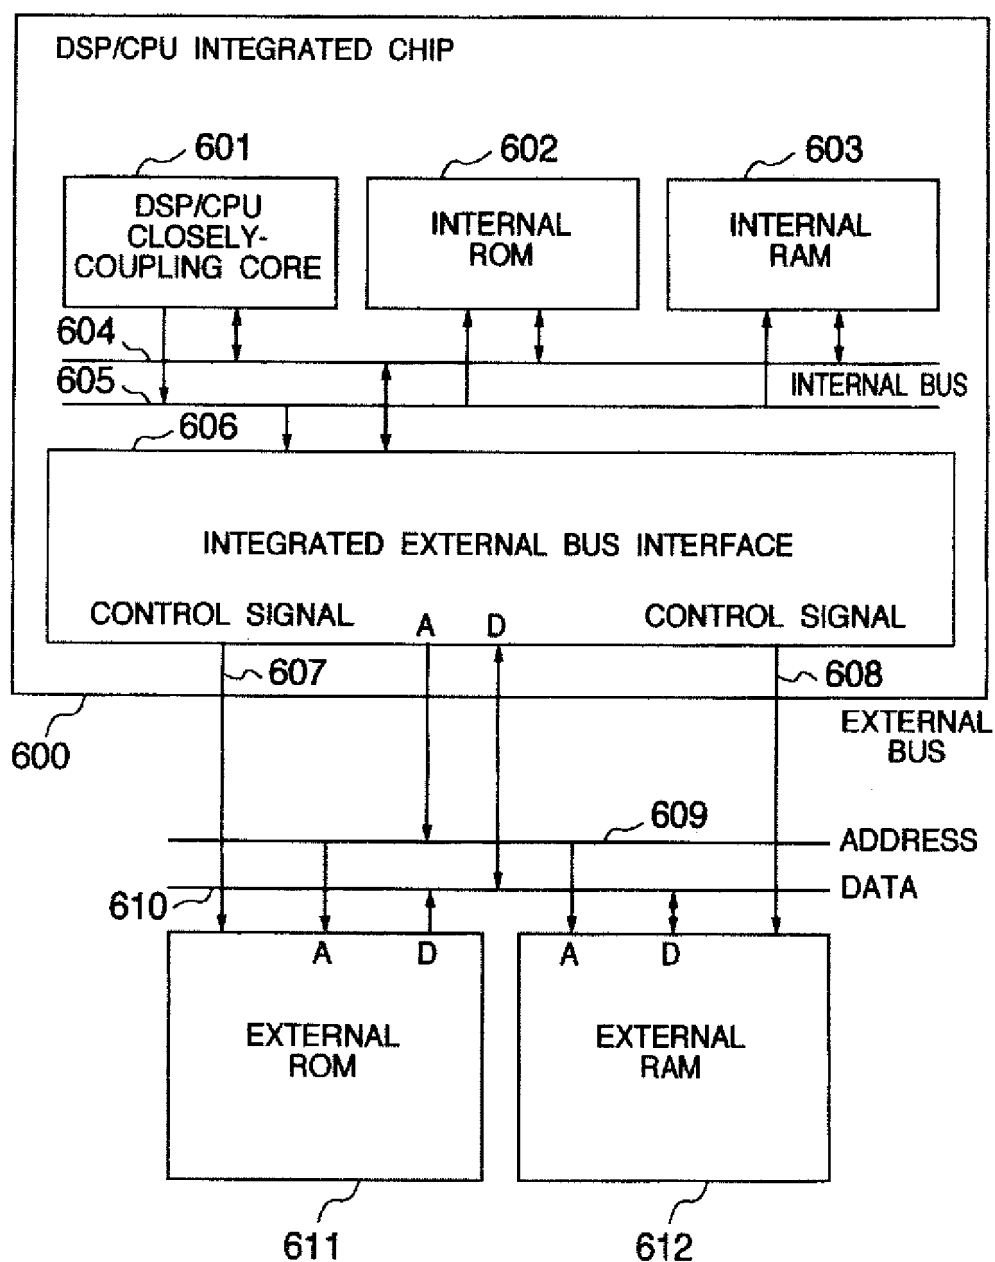 DSP/CPU INTEGRATED CHIP
601
602
603
DSP/CPU
CLOSELY-
COUPLING CORE
INTERNAL
ROM
INTERNAL
RAM
604
605
INTERNAL BUS
606
INTEGRATED EXTERNAL BUS INTERFACE
CONTROL SIGNAL
A
D
CONTROL SIGNAL
607
608
600
EXTERNAL
BUS
609
ADDRESS
610
DATA
A
D
A
D
EXTERNAL
ROM
EXTERNAL
RAM
611
612